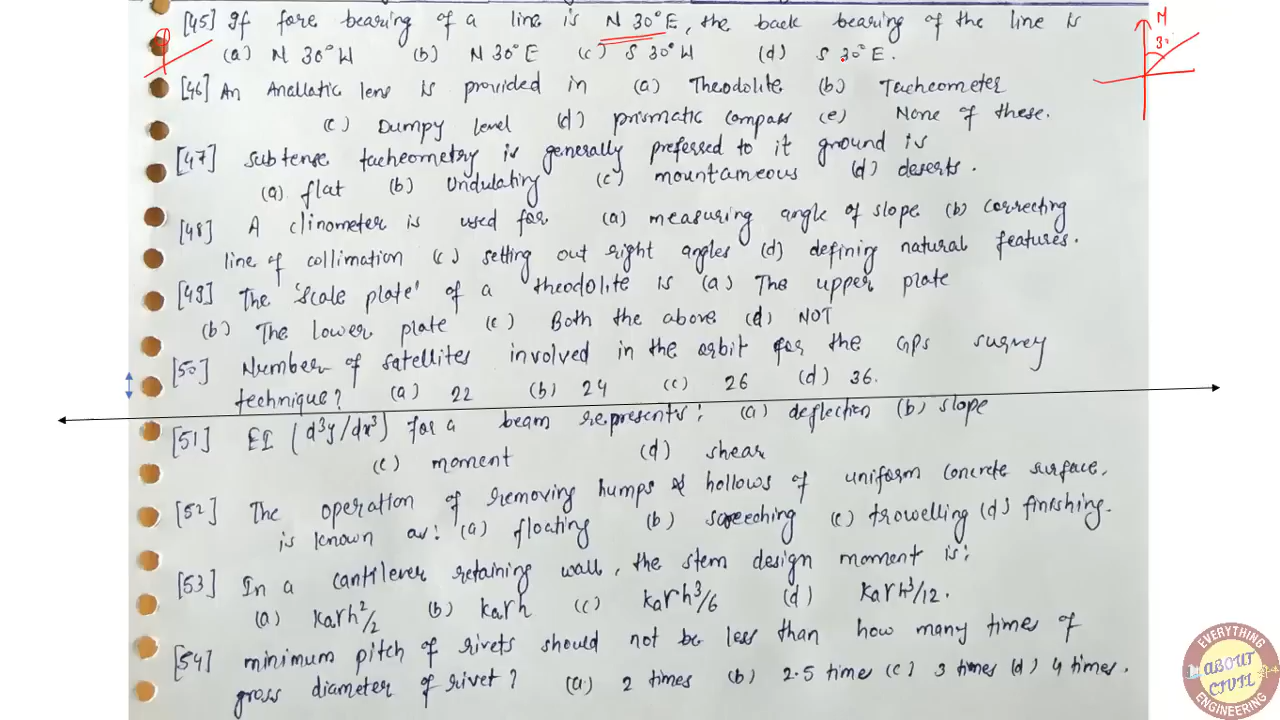 [45] If fore bearing of a line is N 30° E, the back bearing of the line is
(a) N 30° W (b) N 30° E (c) S 30° W (d) S 30° E.
N
30
[46] An Anallatic lens is provided in (a) Theodolite (b) Tacheometer
(c) Dumpy level (d) prismatic compass (e) None of these.
[47] subtense tacheometry is generally preferred to if ground is
(a) flat (b) Undulating (c) mountameous (d) deserts.
[48] A clinometer is used for (a) measuring angle of slope (b) correcting
line of collimation (c) setting out right angles (d) defining natural features.
[49] The 'scale plate' of a theodolite is (a) The upper plate
(b) The lower plate (c) Both the above (d) NOT
[50] Number of satellites involved in the orbit for the GPS survey
technique? (a) 22 (b) 24 (c) 26 (d) 36.
[51] EI (d³y/dx³) for a beam represents: (a) deflection (b) slope
(c) moment (d) shear
[52] The operation of removing humps & hollows of uniform concrete surface,
is known as: (a) floating (b) screeching (c) trowelling (d) finishing.
[53] In a cantilever retaining wall, the stem design moment is:
(a) karh²/2 (b) karh (c) karh³/6 (d) karh³/12.
[54] minimum pitch of rivets should not be less than how many times of
gross diameter of rivet? (a) 2 times (b) 2.5 time (c) 3 times (d) 4 times.
EVERYTHING
ABOUT
CIVIL
ENGINEERING